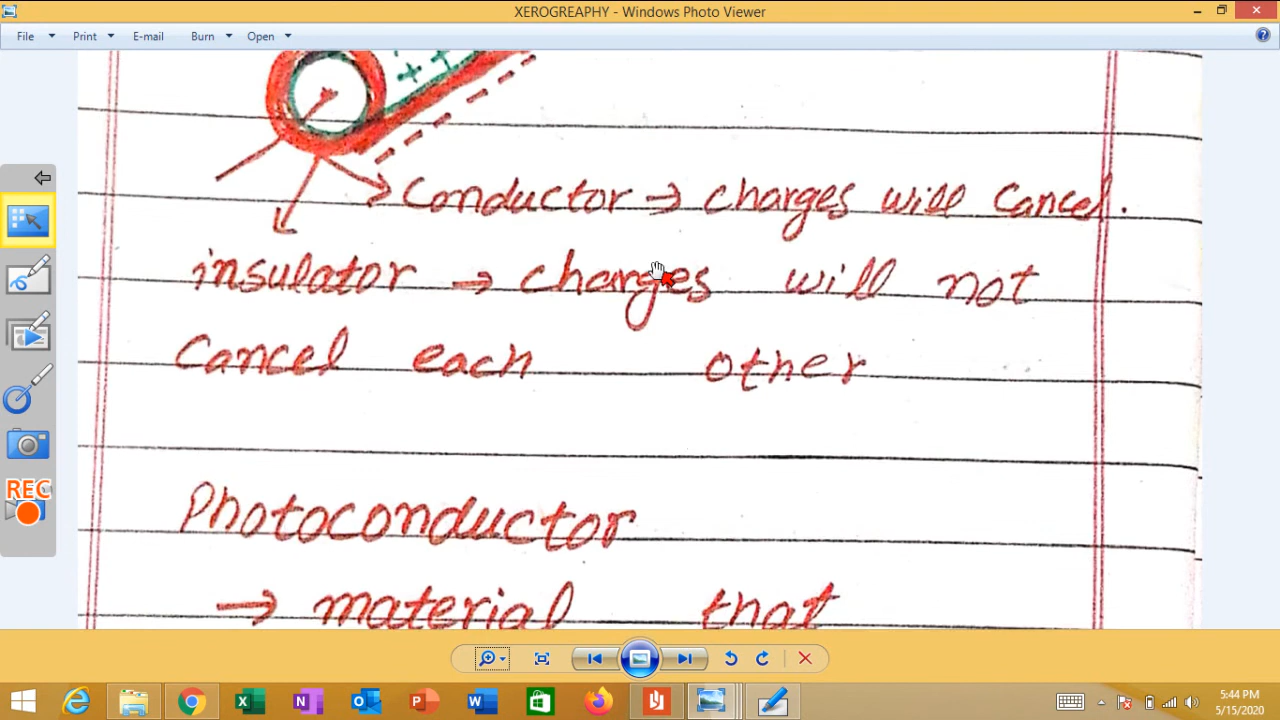 XEROGREAPHY - Windows Photo Viewer
File Print E-mail Burn Open
Conductor → charges will cancel.
insulator → charges will not
cancel each other
Photoconductor
→ material that
REC
5:44 PM
5/15/2020